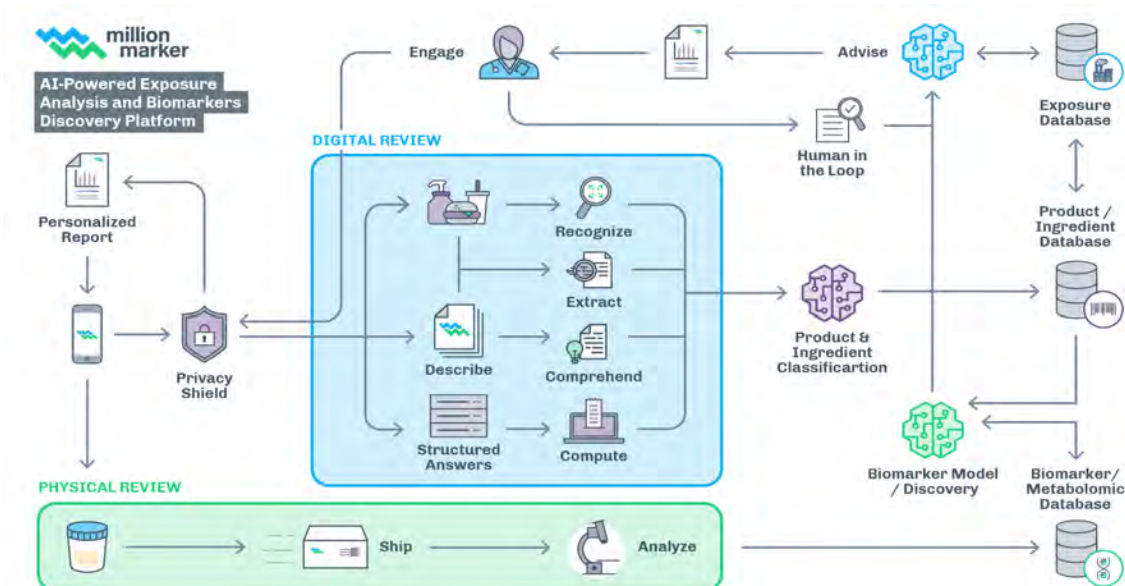 million
marker
AI-Powered Exposure
Analysis and Biomarkers
Discovery Platform
Engage
Advise
Exposure
Database
Human in
the Loop
DIGITAL REVIEW
Personalized
Report
Recognize
Product /
Ingredient
Database
Extract
Privacy
Shield
Describe
Comprehend
Product &
Ingredient
Classificartion
Structured
Answers
Compute
Biomarker Model
/ Discovery
Biomarker/
Metabolomic
Database
PHYSICAL REVIEW
Ship
Analyze